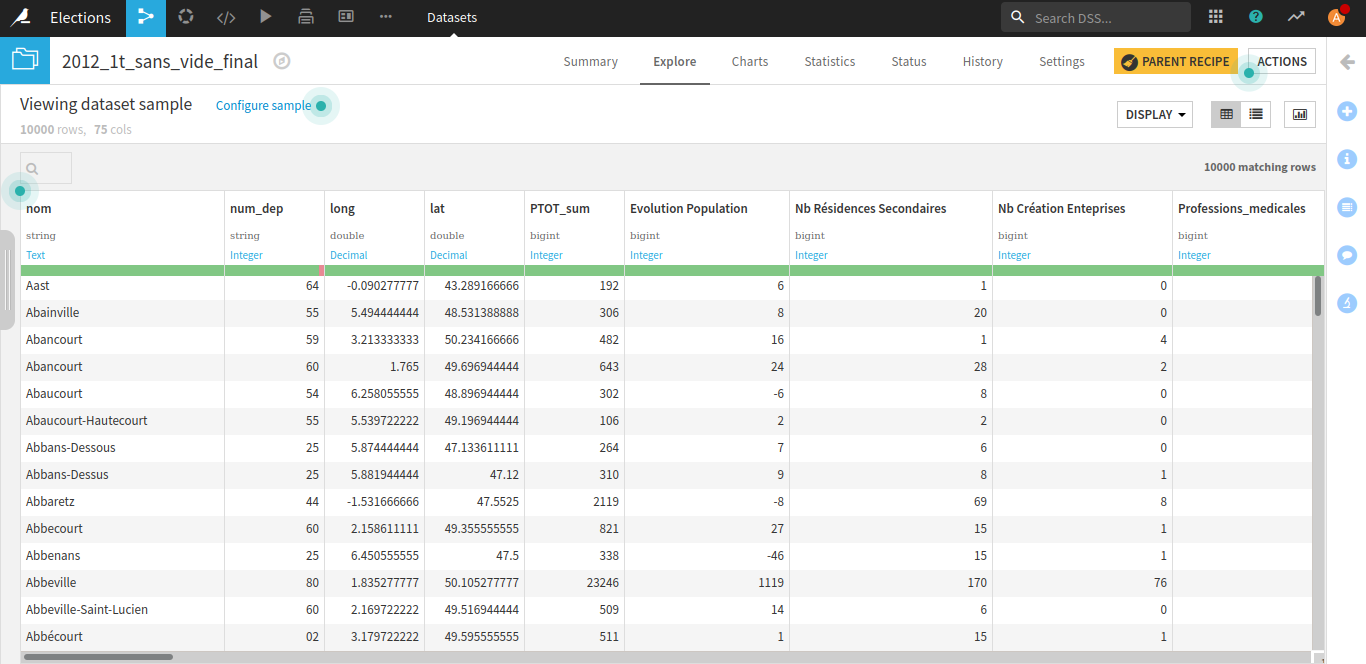 Elections Datasets Search DSS... ? A
2012_1t_sans_vide_final Summary Explore Charts Statistics Status History Settings PARENT RECIPE ACTIONS
Viewing dataset sample Configure sample
DISPLAY
10000 rows, 75 cols
10000 matching rows
nom num_dep long lat PTOT_sum Evolution Population Nb Résidences Secondaires Nb Création Enteprises Professions_medicales
string string double double bigint bigint bigint bigint bigint
Text Integer Decimal Decimal Integer Integer Integer Integer Integer
Aast 64 -0.090277777 43.289166666 192 6 1 0
Abainville 55 5.494444444 48.531388888 306 8 20 0
Abancourt 59 3.213333333 50.234166666 482 16 1 4
Abancourt 60 1.765 49.696944444 643 24 28 2
Abaucourt 54 6.258055555 48.896944444 302 -6 8 0
Abaucourt-Hautecourt 55 5.539722222 49.196944444 106 2 2 0
Abbans-Dessous 25 5.874444444 47.133611111 264 7 6 0
Abbans-Dessus 25 5.881944444 47.12 310 9 8 1
Abbaretz 44 -1.531666666 47.5525 2119 -8 69 8
Abbecourt 60 2.158611111 49.355555555 821 27 15 1
Abbenans 25 6.450555555 47.5 338 -46 15 1
Abbeville 80 1.835277777 50.105277777 23246 1119 170 76
Abbeville-Saint-Lucien 60 2.169722222 49.516944444 509 14 6 0
Abbécourt 02 3.179722222 49.595555555 511 1 15 1